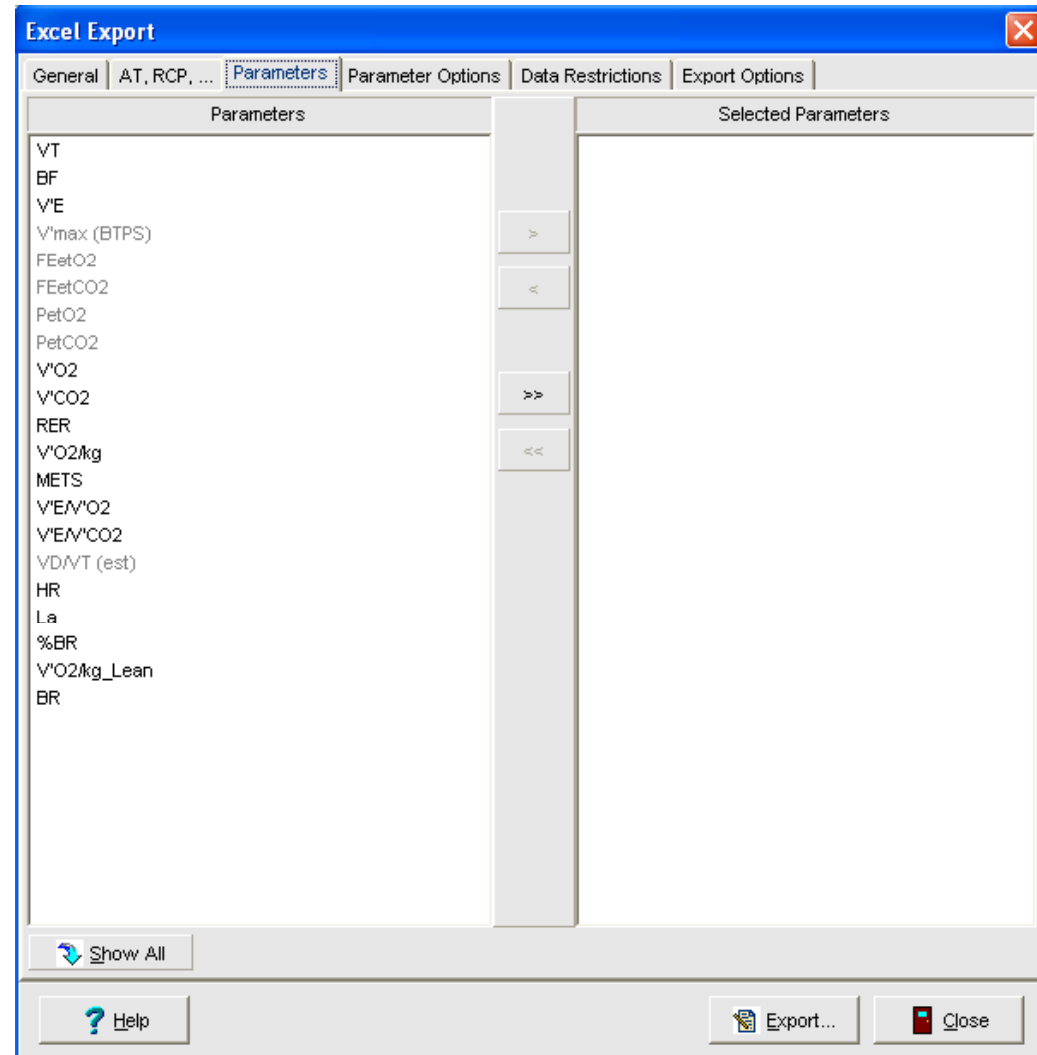 Excel Export
General AT, RCP, ... Parameters Parameter Options Data Restrictions Export Options
Parameters
Selected Parameters
VT
BF
V'E
V'max (BTPS)
FEetO2
FEetCO2
PetO2
PetCO2
V'O2
V'CO2
RER
V'O2/kg
METS
V'E/V'O2
V'E/V'CO2
VD/VT (est)
HR
La
%BR
V'O2/kg_Lean
BR
>
<
>>
<<
Show All
Help
Export...
Close